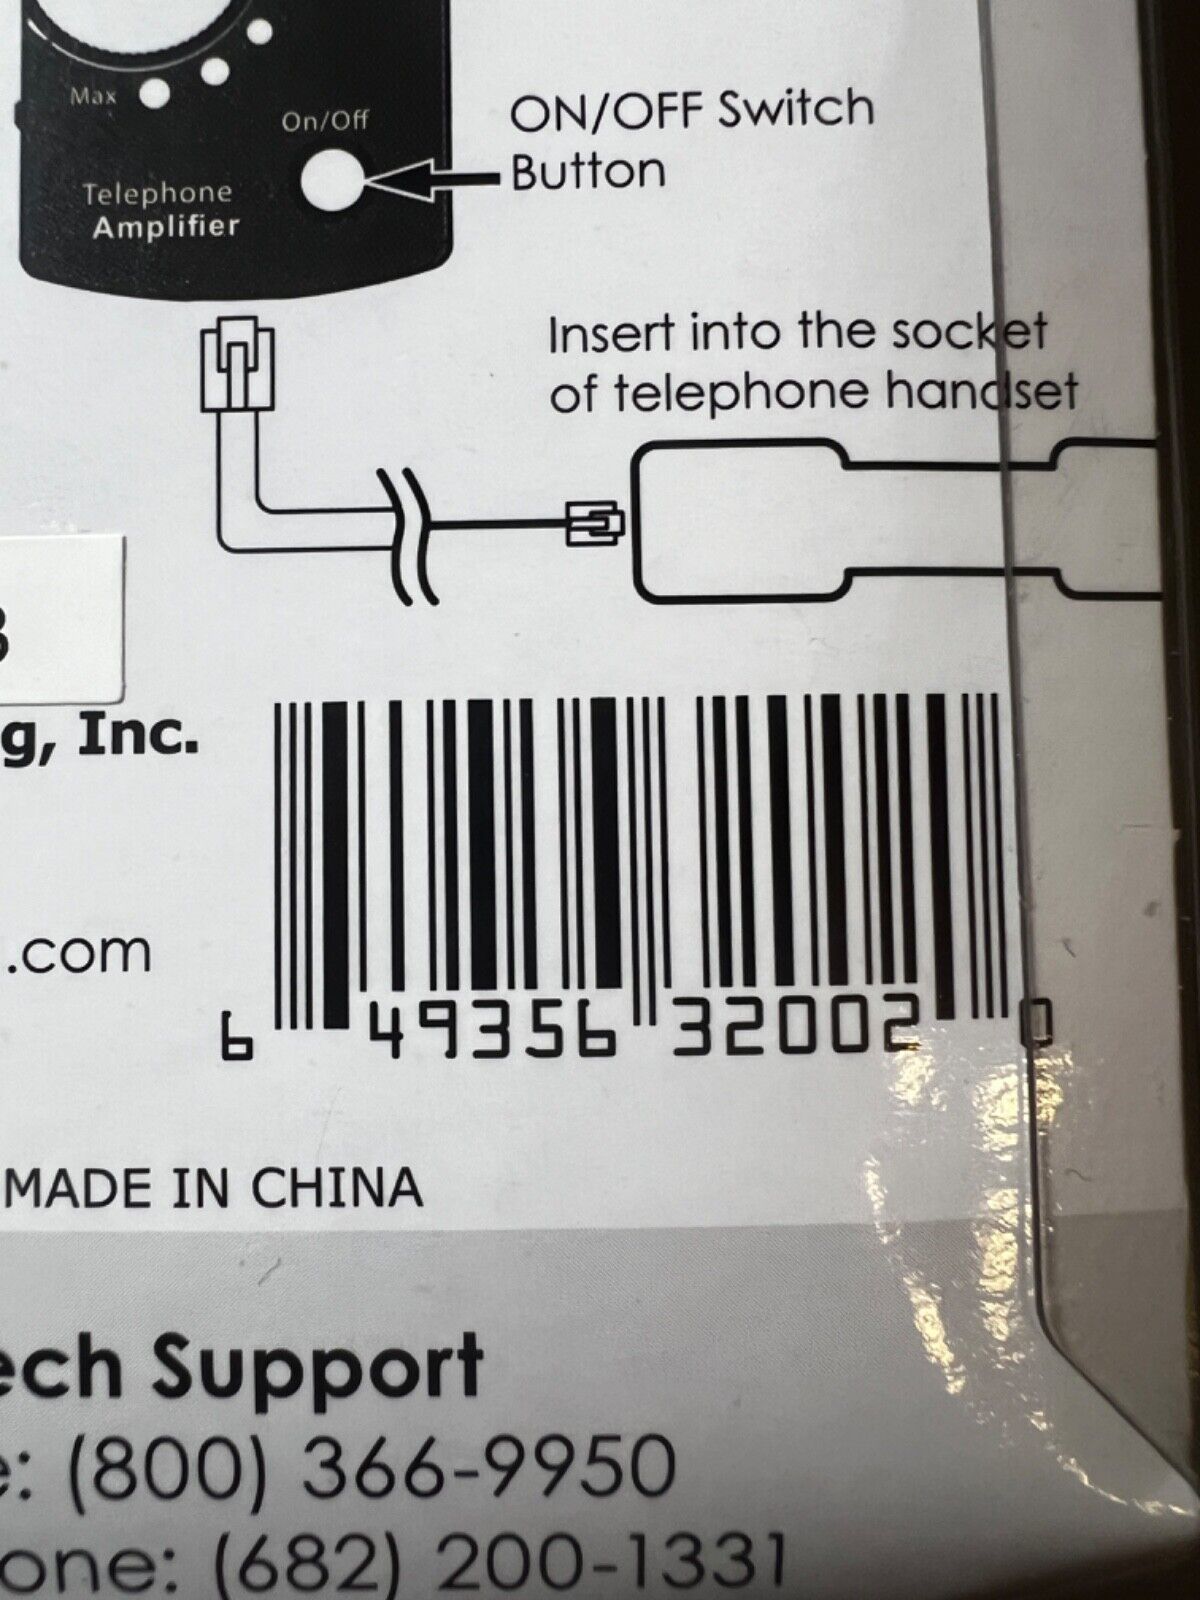 Max
On/Off
Telephone
Amplifier
ON/OFF Switch
Button
Insert into the socket
of telephone handset
g, Inc.
.com
6 49356 32002 0
MADE IN CHINA
ech Support
e: (800) 366-9950
one: (682) 200-1331